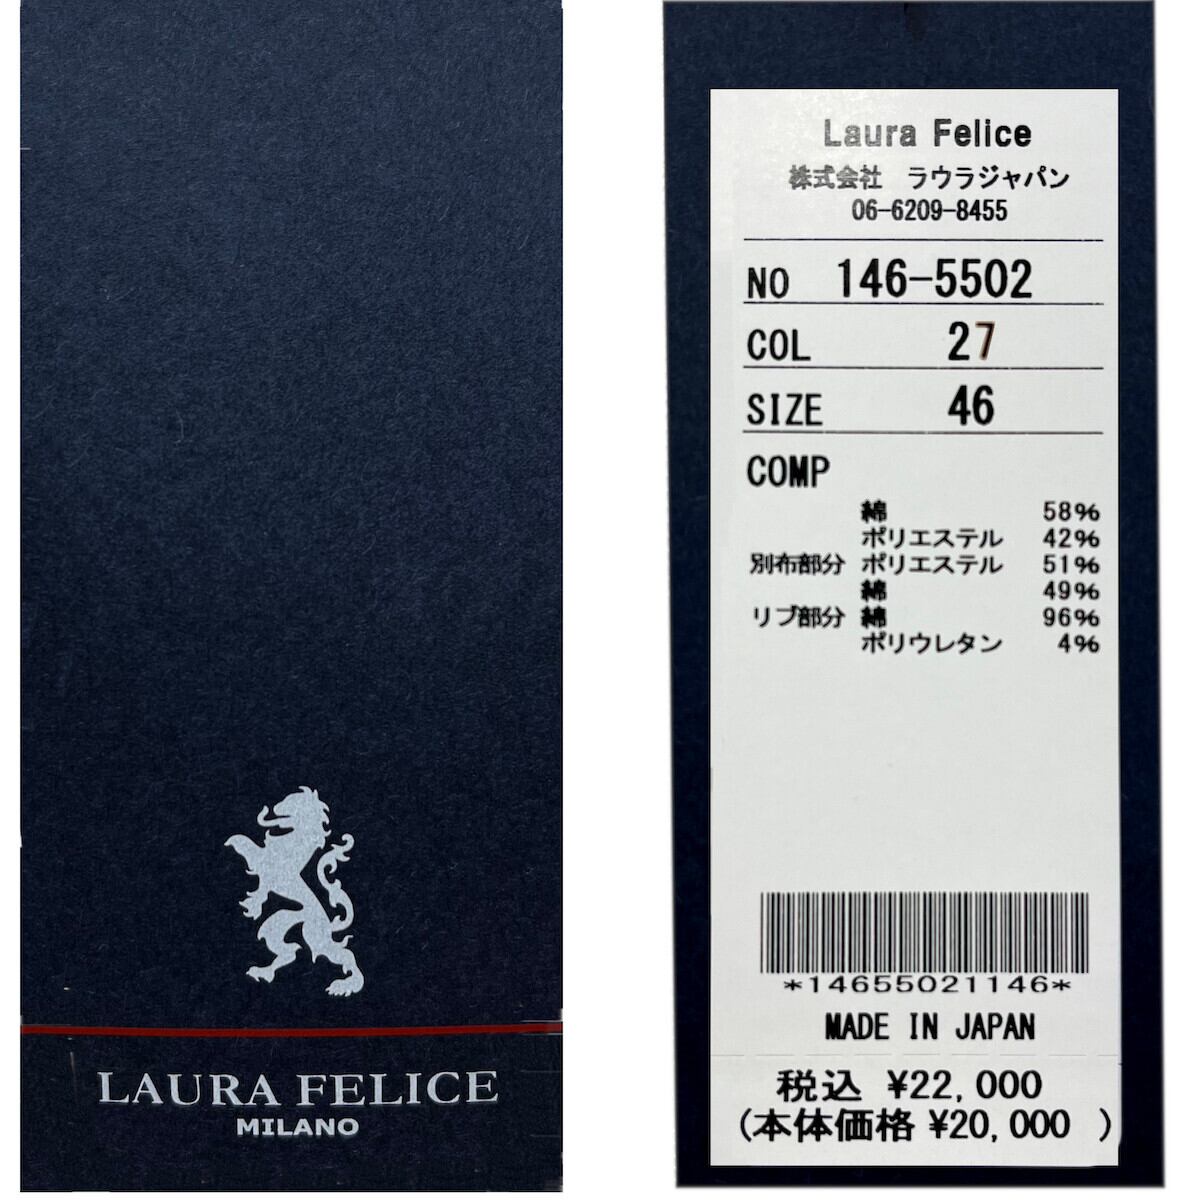 LAURA FELICE
MILANO
Laura Felice
株式会社　ラウラジャパン
06-6209-8455
NO 146-5502
COL 27
SIZE 46
COMP
綿 58%
ポリエステル 42%
別布部分 ポリエステル 51%
綿 49%
リブ部分 綿 96%
ポリウレタン 4%
*14655021146*
MADE IN JAPAN
税込 ¥22,000
(本体価格 ¥20,000 )